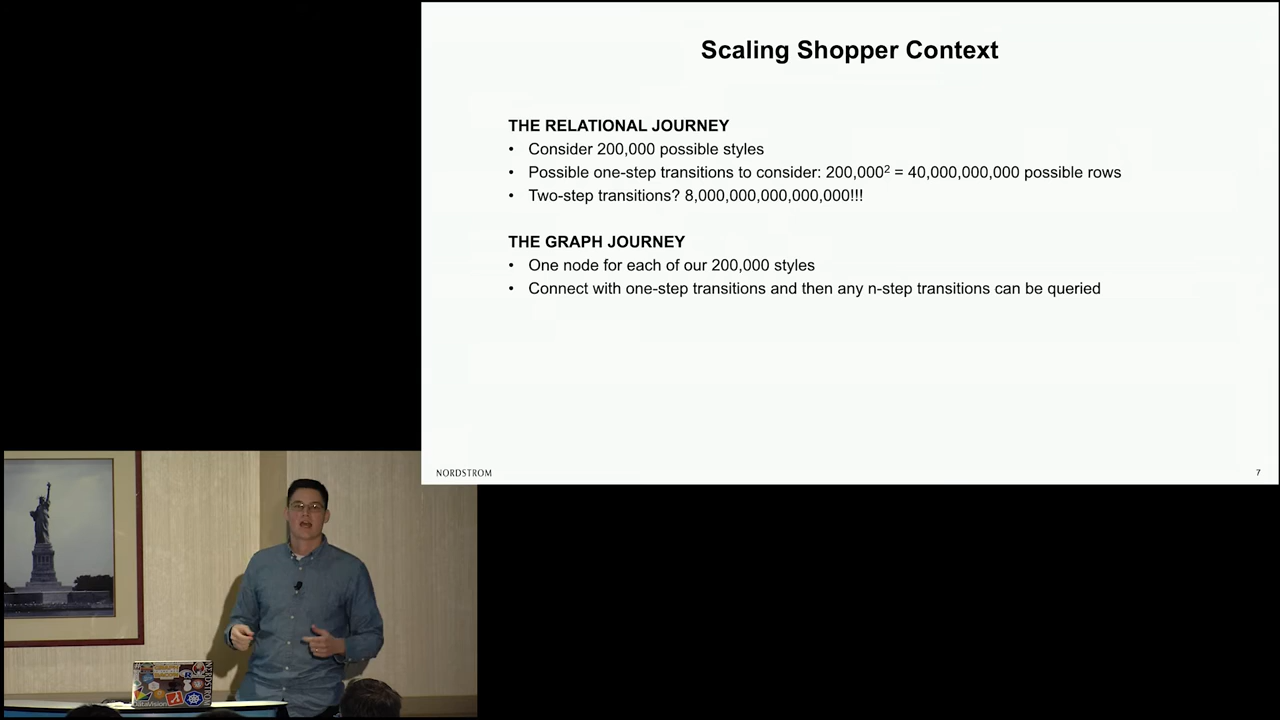 Scaling Shopper Context
THE RELATIONAL JOURNEY
• Consider 200,000 possible styles
• Possible one-step transitions to consider: 200,000² = 40,000,000,000 possible rows
• Two-step transitions? 8,000,000,000,000,000!!!
THE GRAPH JOURNEY
• One node for each of our 200,000 styles
• Connect with one-step transitions and then any n-step transitions can be queried
NORDSTROM
7
NORDSTROM
DataVision